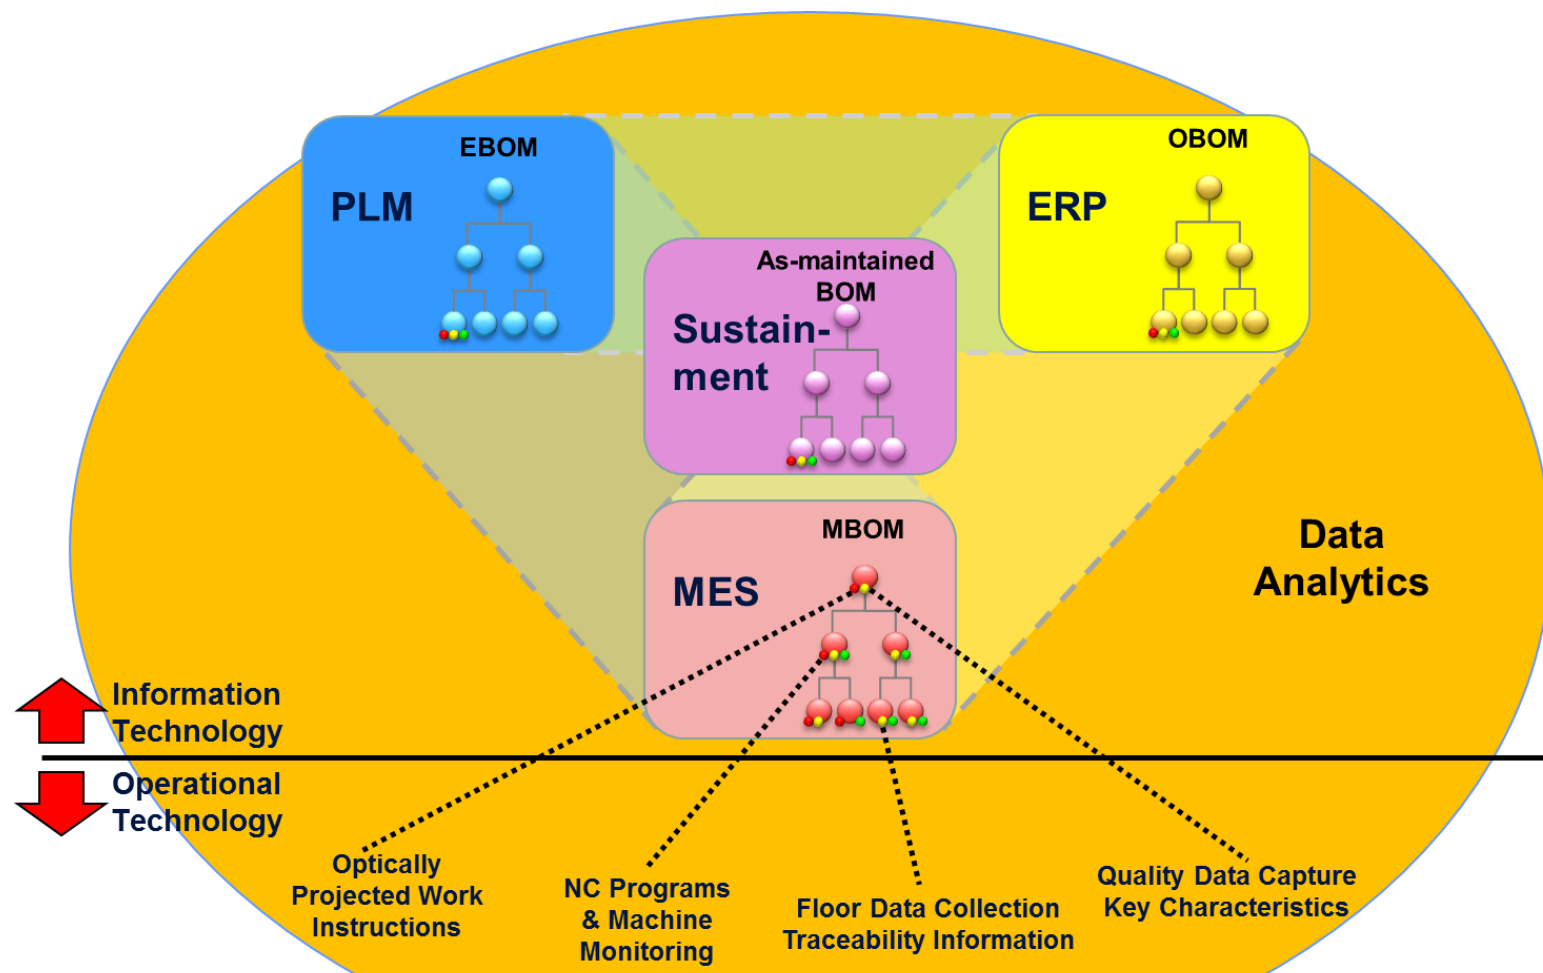 EBOM
PLM
OBOM
ERP
As-maintained
BOM
Sustain-
ment
MBOM
MES
Data
Analytics
Information
Technology
Operational
Technology
Optically
Projected Work
Instructions
NC Programs
& Machine
Monitoring
Floor Data Collection
Traceability Information
Quality Data Capture
Key Characteristics